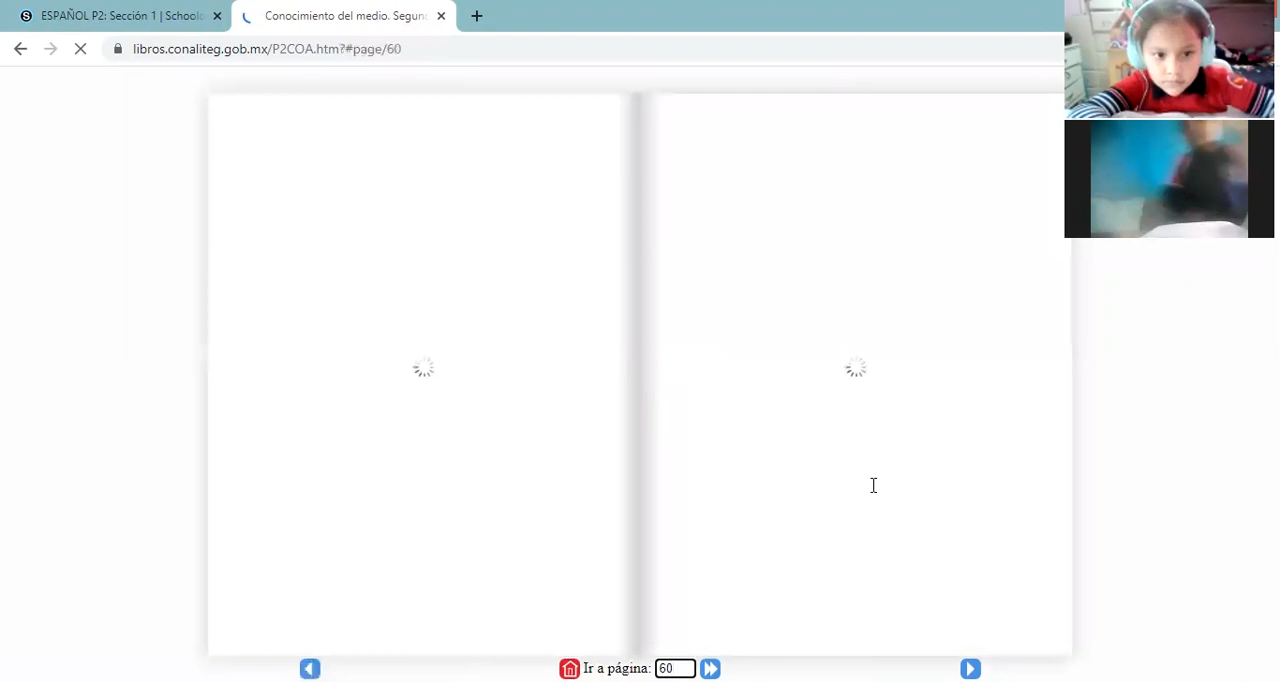 ESPAÑOL P2: Sección 1 | Schoolo
Conocimiento del medio. Segun
libros.conaliteg.gob.mx/P2COA.htm?#page/60
Ir a página: 60